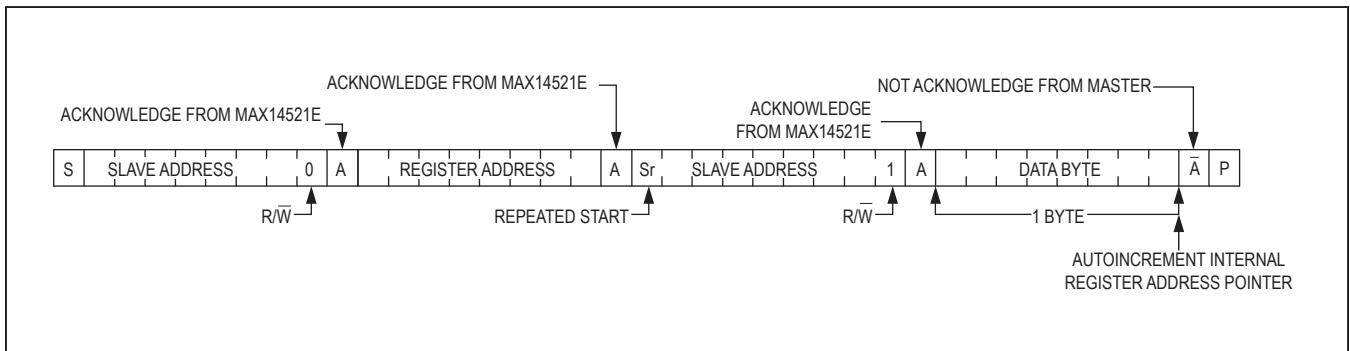 ACKNOWLEDGE FROM MAX14521E
ACKNOWLEDGE FROM MAX14521E
ACKNOWLEDGE
FROM MAX14521E
NOT ACKNOWLEDGE FROM MASTER
S SLAVE ADDRESS 0 A REGISTER ADDRESS A Sr SLAVE ADDRESS 1 A DATA BYTE A̅ P
R/W̅ REPEATED START R/W̅ 1 BYTE
AUTOINCREMENT INTERNAL
REGISTER ADDRESS POINTER